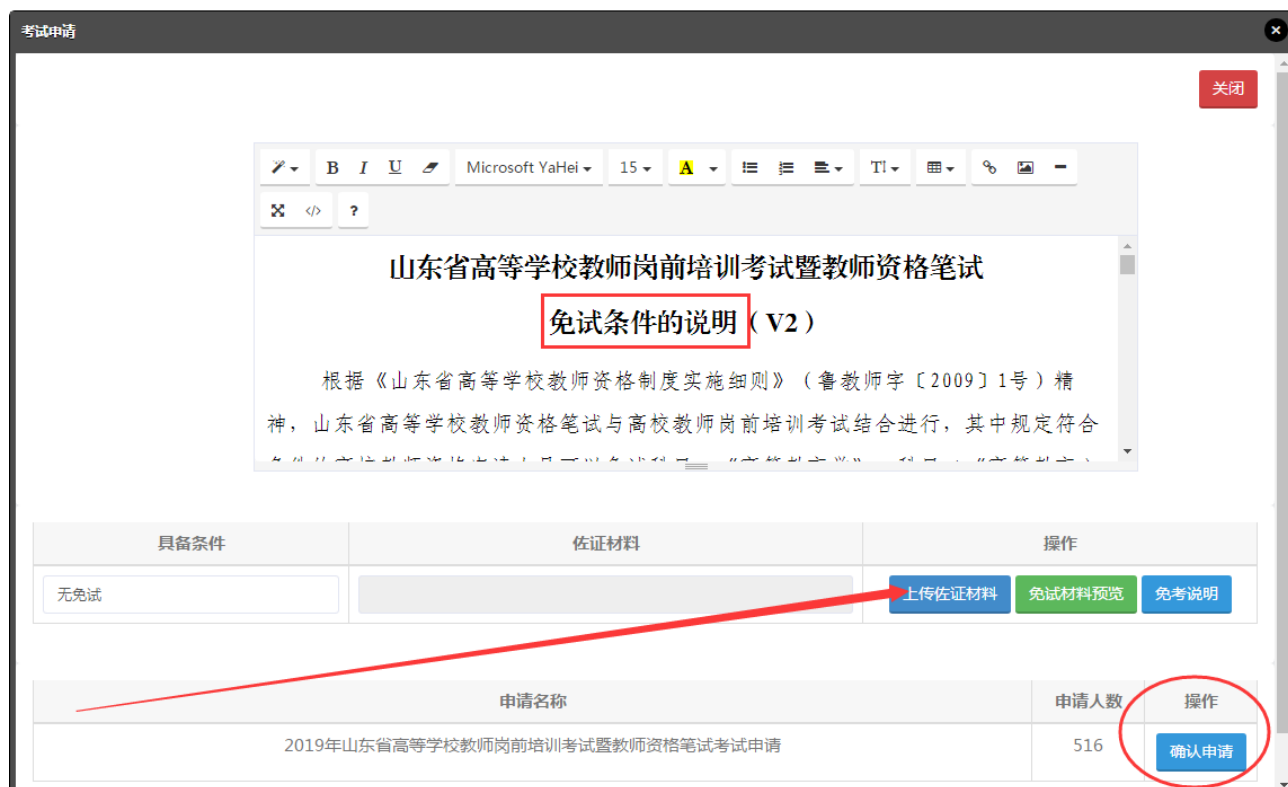 考试申请
关闭
B I U Microsoft YaHei 15 A
?
山东省高等学校教师岗前培训考试暨教师资格笔试
免试条件的说明（V2）
根据《山东省高等学校教师资格制度实施细则》（鲁教师字〔2009〕1号）精
神，山东省高等学校教师资格笔试与高校教师岗前培训考试结合进行，其中规定符合
具备条件 佐证材料 操作
无免试 上传佐证材料 免试材料预览 免考说明
申请名称 申请人数 操作
2019年山东省高等学校教师岗前培训考试暨教师资格笔试考试申请 516 确认申请